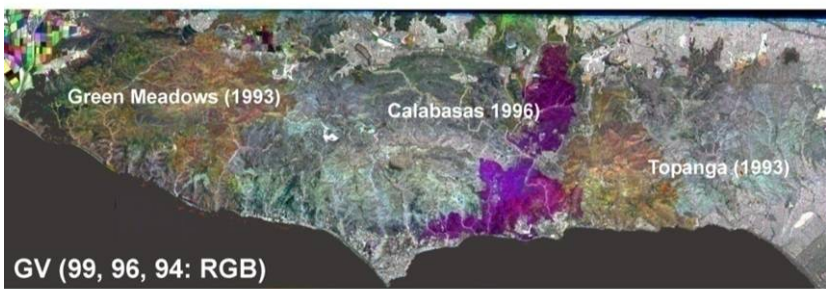 Green Meadows (1993)
Calabasas 1996)
Topanga (1993)
GV (99, 96, 94: RGB)